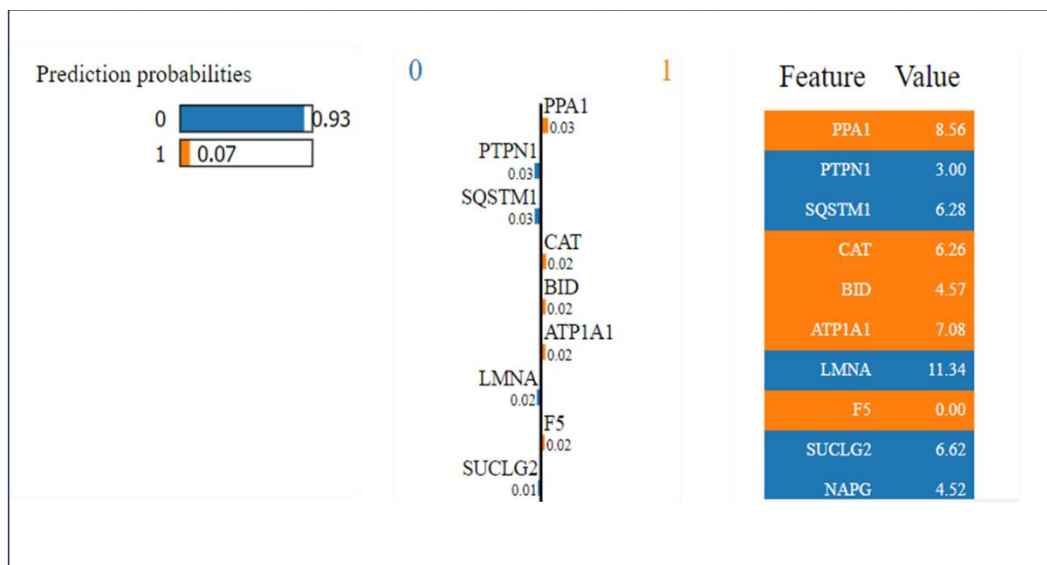 Prediction probabilities
0 0.93
1 0.07
0 1
PPA1
0.03
PTPN1
0.03
SQSTM1
0.03
CAT
0.02
BID
0.02
ATP1A1
0.02
LMNA
0.02
F5
0.02
SUCLG2
0.01
Feature Value
PPA1 8.56
PTPN1 3.00
SQSTM1 6.28
CAT 6.26
BID 4.57
ATP1A1 7.08
LMNA 11.34
F5 0.00
SUCLG2 6.62
NAPG 4.52